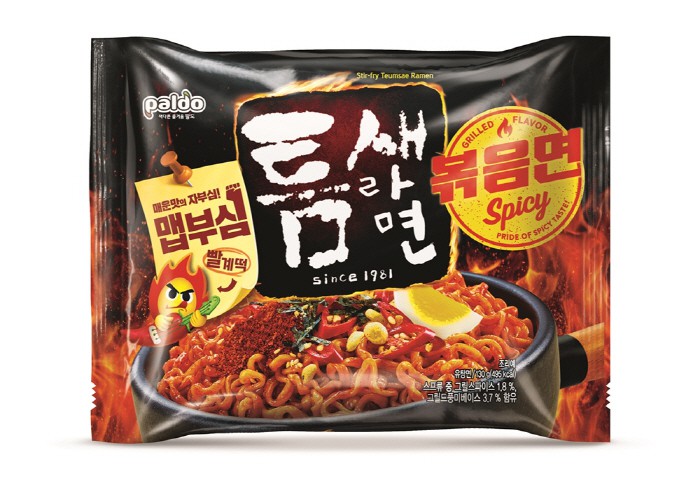 Stir-fry Teumsae Ramen
paldo
틈새
라면
since 1981
매운맛의 자부심!
맵부심
빨계떡
GRILLED FLAVOR
볶음면
Spicy
PRIDE OF SPICY TASTE!
조리예
유탕면/130 g (495 kcal)
스프류 중, 그릴스파이스 1.8 %,
그릴드풍미베이스 3.7 % 함유